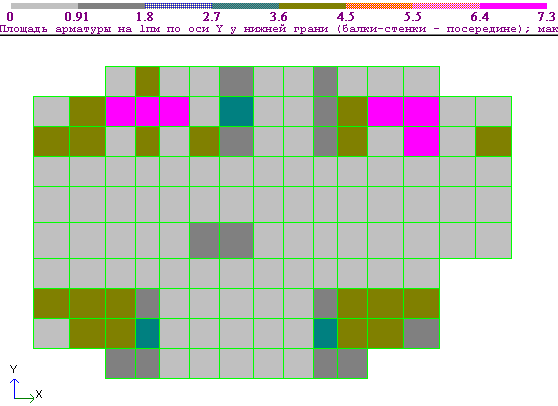 0 0.91 1.8 2.7 3.6 4.5 5.5 6.4 7.3
Площадь арматуры на 1пм по оси Y у нижней грани (балки-стенки - посередине); мак
Y
X